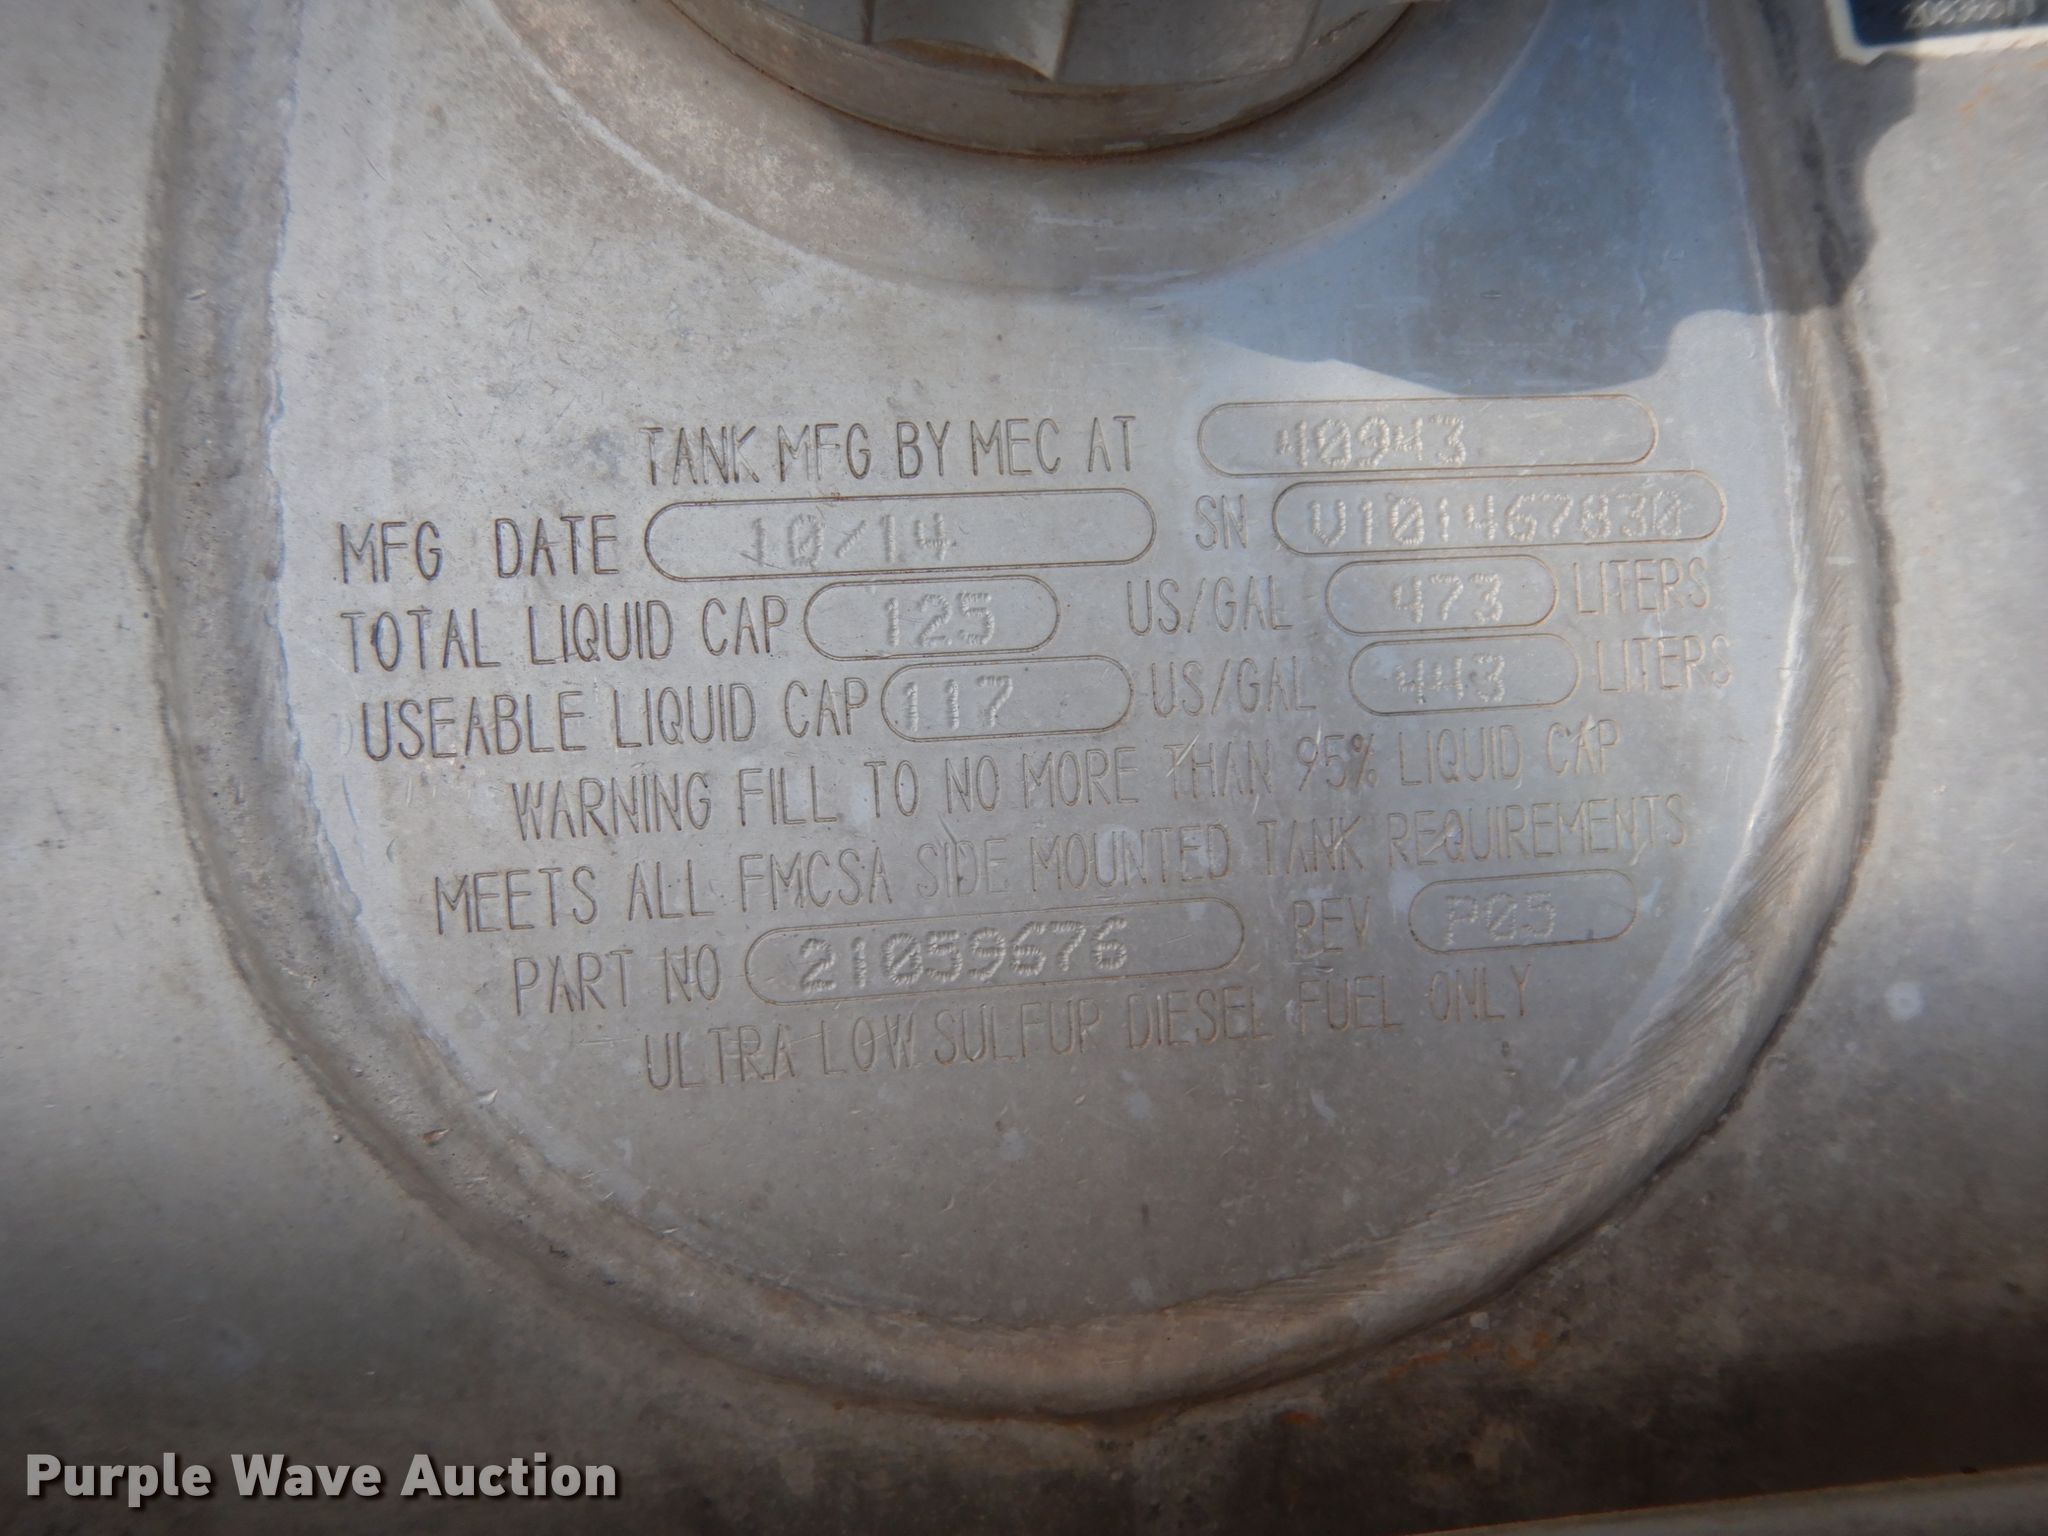 TANK MFG BY MEC AT 40943
MFG DATE 10/14 SN V101467830
TOTAL LIQUID CAP 125 US/GAL 473 LITERS
USEABLE LIQUID CAP 117 US/GAL 443 LITERS
WARNING FILL TO NO MORE THAN 95% LIQUID CAP
MEETS ALL FMCSA SIDE MOUNTED TANK REQUIREMENTS
PART NO 21059676 REV P05
ULTRA LOW SULFUR DIESEL FUEL ONLY
Purple Wave Auction